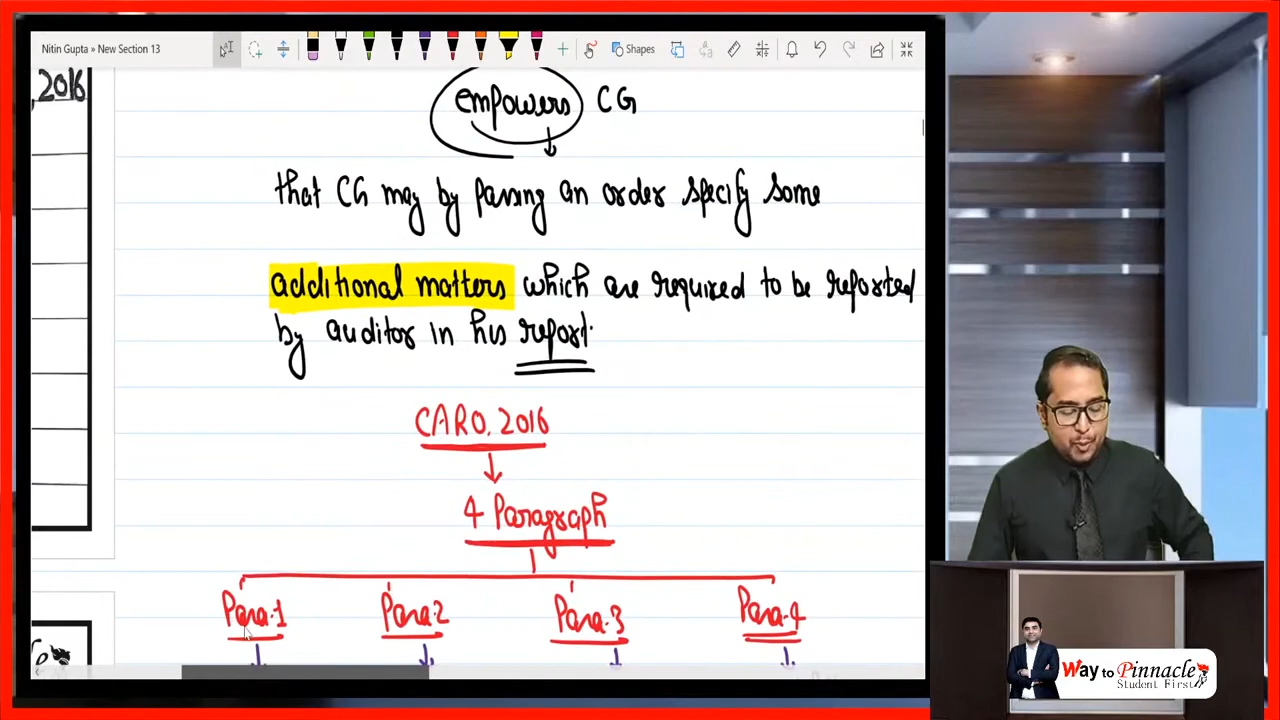 Nitin Gupta » New Section 13
Shapes
, 2016
empowers CG
that CG may by passing an order specify some
additional matters which are required to be reported
by auditor in his report.
CARO, 2016
4 Paragraph
Para.1 Para.2 Para.3 Para.4
Way to Pinnacle
Student First